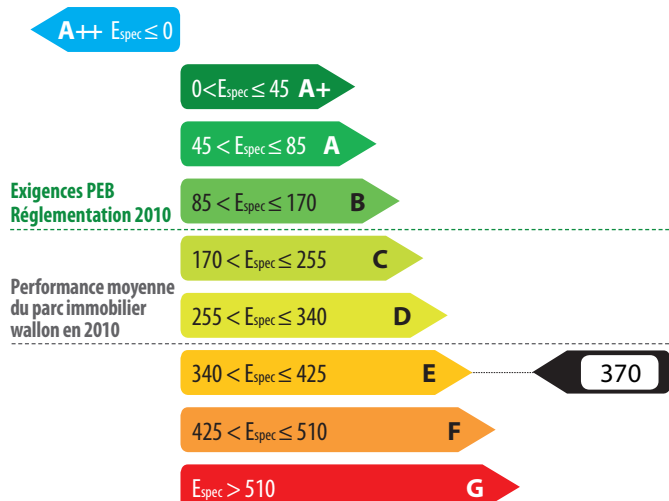 A++ Espec ≤ 0
0 < Espec ≤ 45 A+
45 < Espec ≤ 85 A
Exigences PEB
Réglementation 2010
85 < Espec ≤ 170 B
170 < Espec ≤ 255 C
Performance moyenne
du parc immobilier
wallon en 2010
255 < Espec ≤ 340 D
340 < Espec ≤ 425 E 370
425 < Espec ≤ 510 F
Espec > 510 G